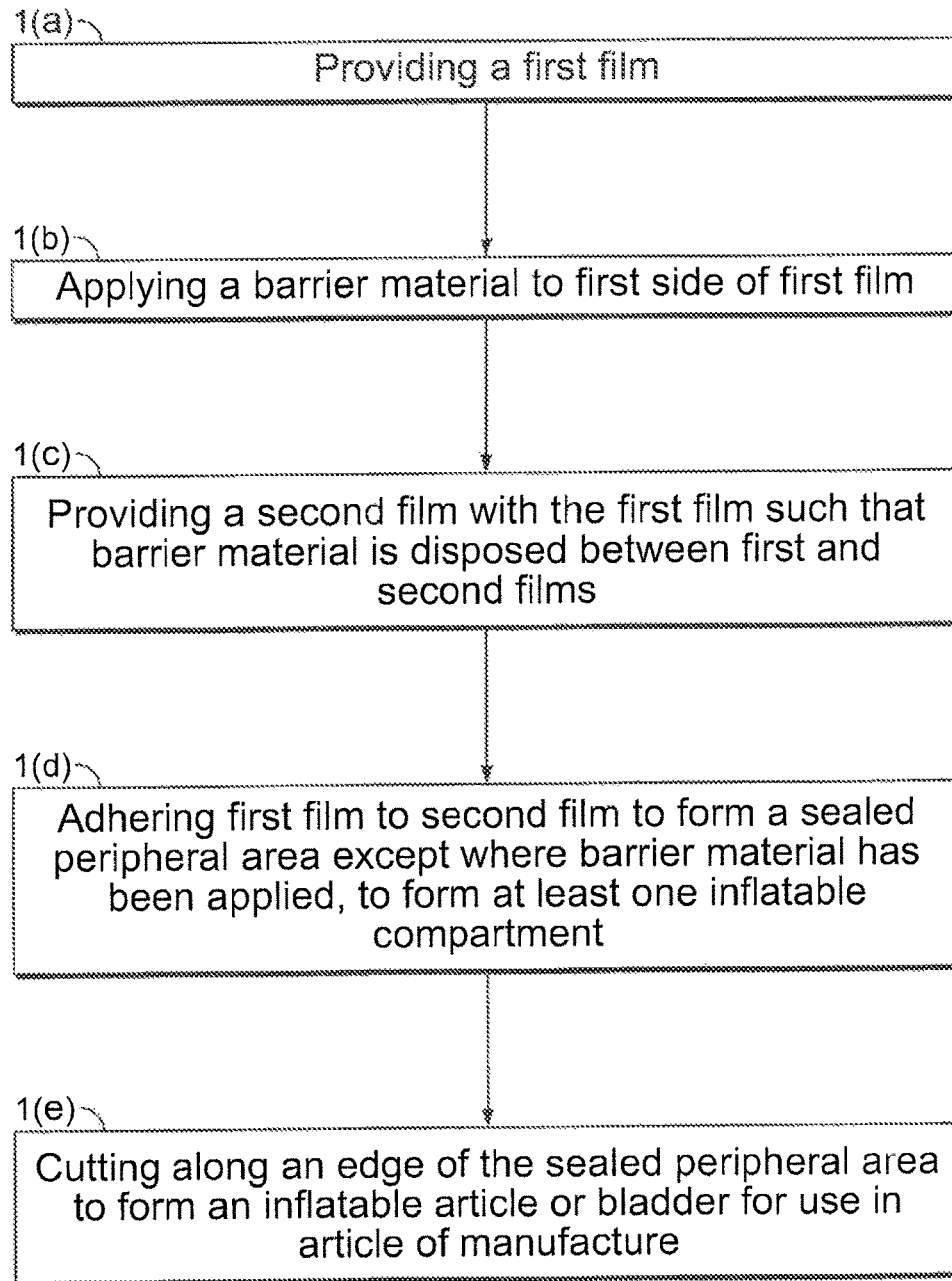 1(a)
Providing a first film
1(b)
Applying a barrier material to first side of first film
1(c)
Providing a second film with the first film such that
barrier material is disposed between first and
second films
1(d)
Adhering first film to second film to form a sealed
peripheral area except where barrier material has
been applied, to form at least one inflatable
compartment
1(e)
Cutting along an edge of the sealed peripheral area
to form an inflatable article or bladder for use in
article of manufacture